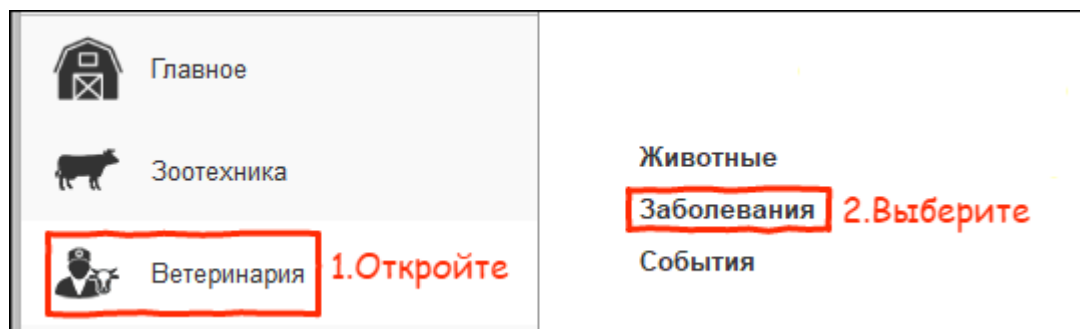 Главное
Зоотехника
Ветеринария 1.Откройте
Животные
Заболевания 2.Выберите
События